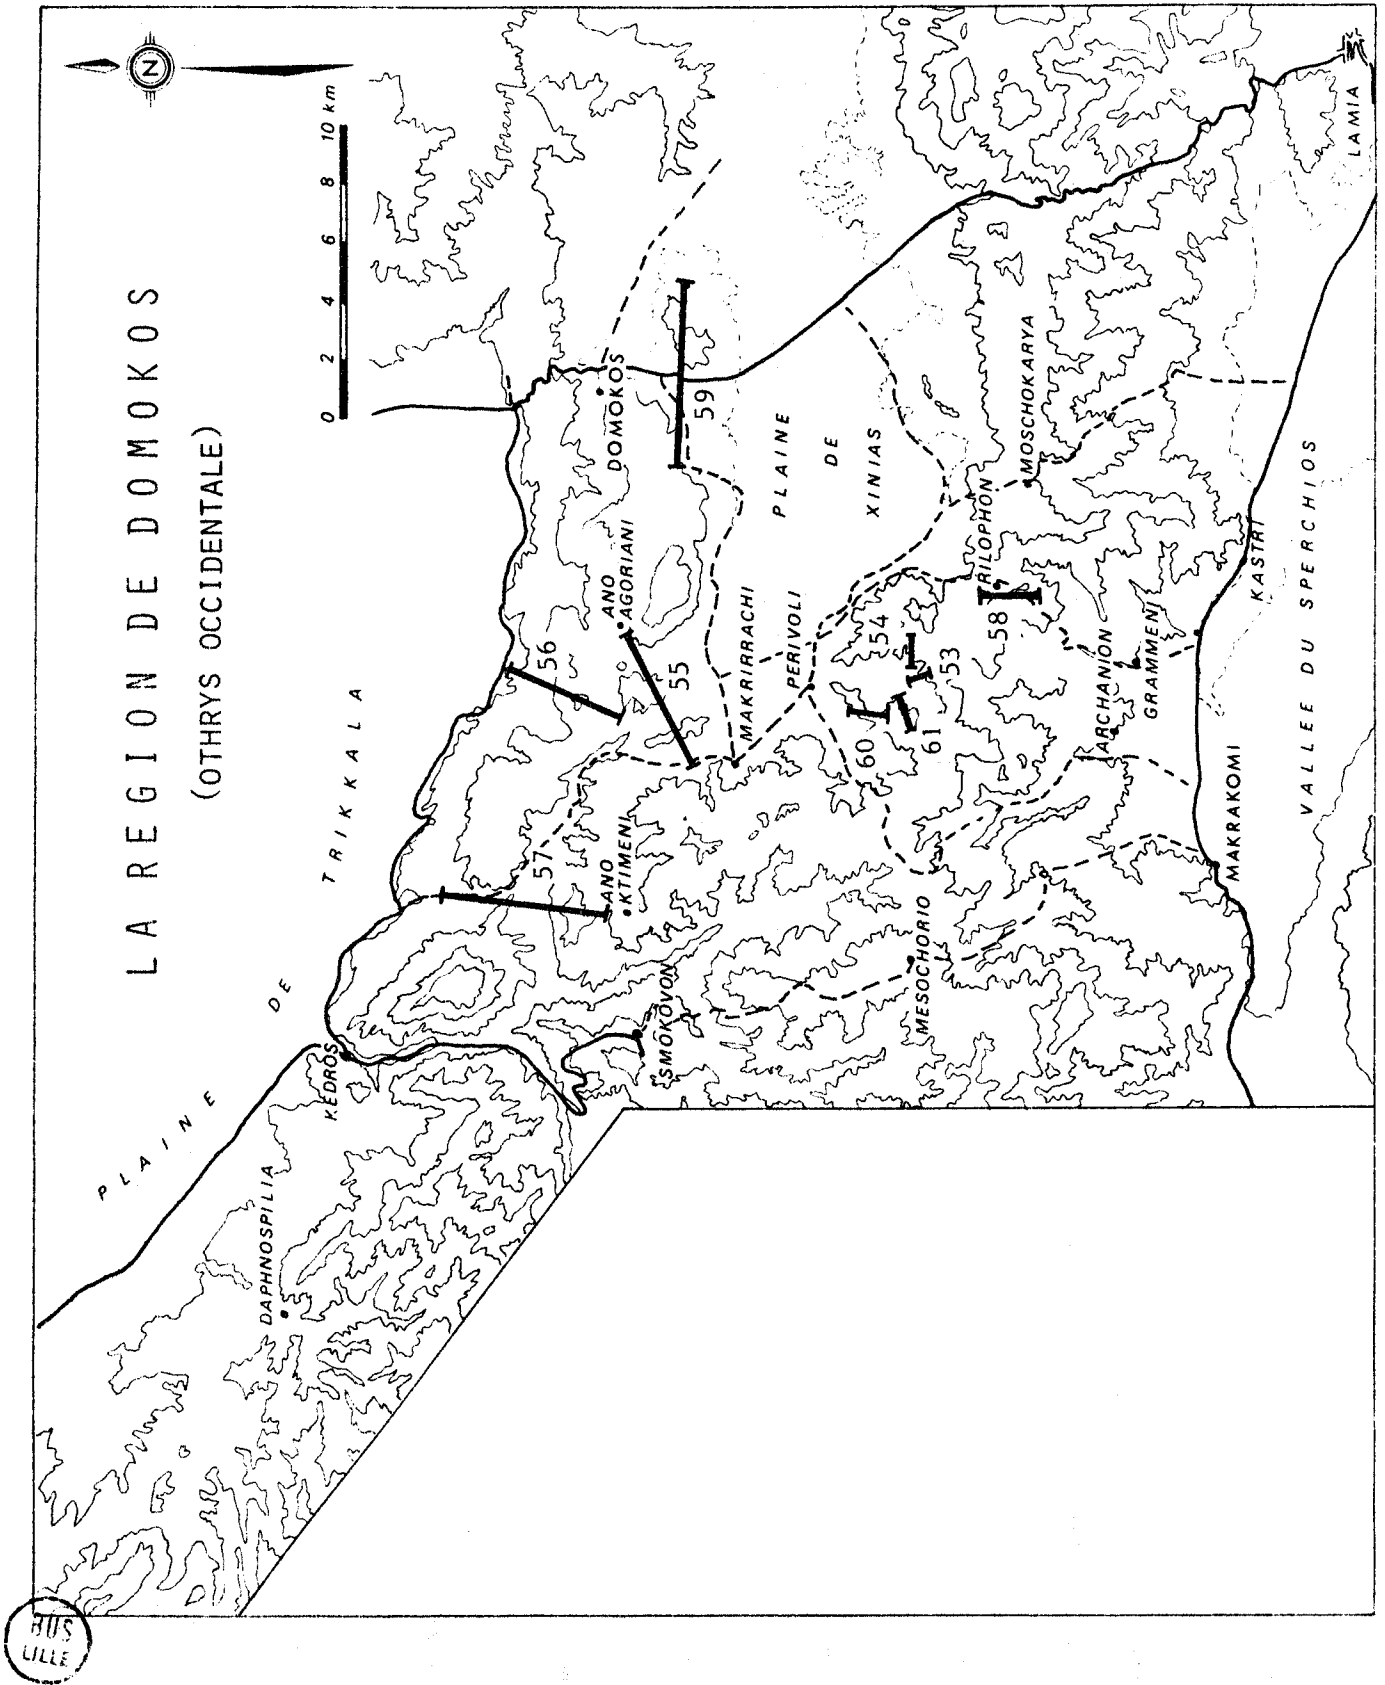 LA REGION DE DOMOKOS
(OTHRYS OCCIDENTALE)
N
0 2 4 6 8 10 km
PLAINE DE TRIKKALA
KEDROS
DAPHNOSPILIA
DOMOKOS
ANO
AGORIANI
56
55
57
59
ANO
KTIMENI
SMOKOVON
MAKRIRRACHI
PERIVOLI
PLAINE
DE
XINIAS
54
53
60
61
58
RILOPHON
MOSCHOKARYA
MESOCHORIO
ARCHANION
GRAMMENI
KASTRI
MAKRAKOMI
VALLEE DU SPERCHIOS
LAMIA
BUS
LILLE